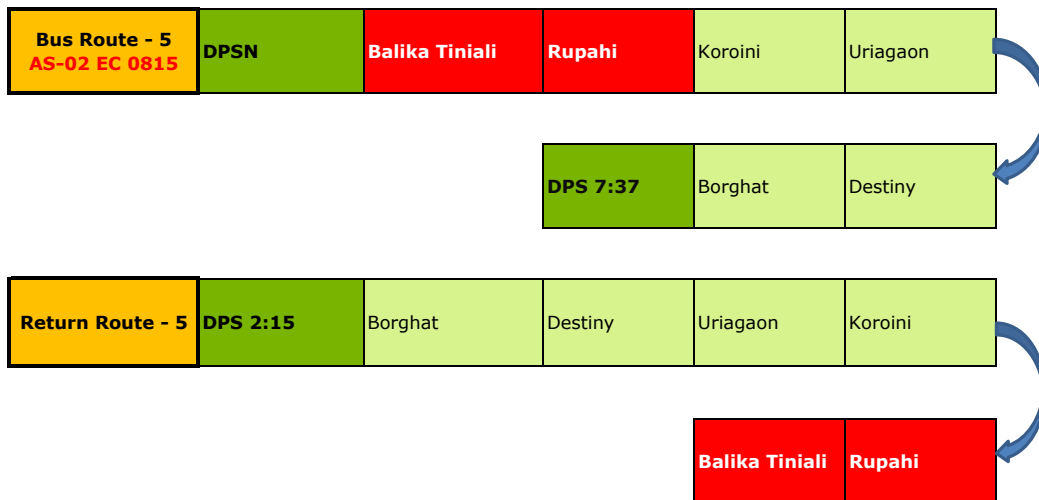 Bus Route - 5
AS-02 EC 0815
DPSN
Balika Tiniali
Rupahi
Koroini
Uriagaon
DPS 7:37
Borghat
Destiny
Return Route - 5
DPS 2:15
Borghat
Destiny
Uriagaon
Koroini
Balika Tiniali
Rupahi